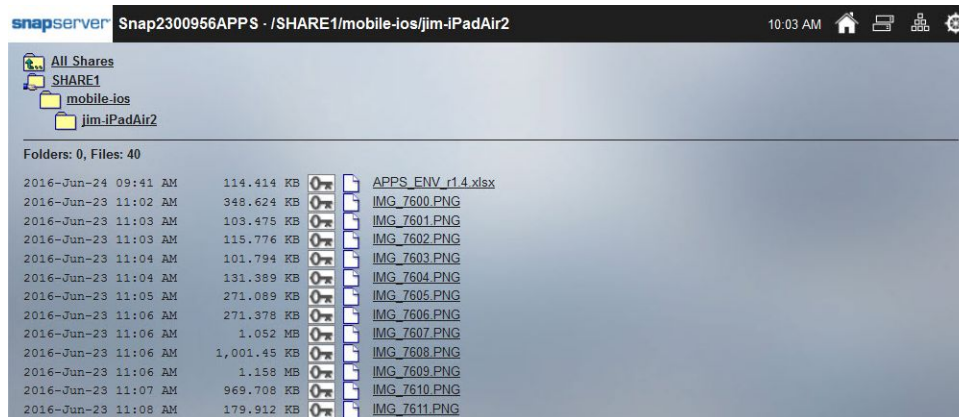 snapserver Snap2300956APPS - /SHARE1/mobile-ios/jim-iPadAir2 10:03 AM
All Shares
SHARE1
mobile-ios
jim-iPadAir2
Folders: 0, Files: 40
2016-Jun-24 09:41 AM 114.414 KB APPS_ENV_r1.4.xlsx
2016-Jun-23 11:02 AM 348.624 KB IMG_7600.PNG
2016-Jun-23 11:03 AM 103.475 KB IMG_7601.PNG
2016-Jun-23 11:03 AM 115.776 KB IMG_7602.PNG
2016-Jun-23 11:04 AM 101.794 KB IMG_7603.PNG
2016-Jun-23 11:04 AM 131.389 KB IMG_7604.PNG
2016-Jun-23 11:05 AM 271.089 KB IMG_7605.PNG
2016-Jun-23 11:06 AM 271.378 KB IMG_7606.PNG
2016-Jun-23 11:06 AM 1.052 MB IMG_7607.PNG
2016-Jun-23 11:06 AM 1,001.45 KB IMG_7608.PNG
2016-Jun-23 11:06 AM 1.158 MB IMG_7609.PNG
2016-Jun-23 11:07 AM 969.708 KB IMG_7610.PNG
2016-Jun-23 11:08 AM 179.912 KB IMG_7611.PNG